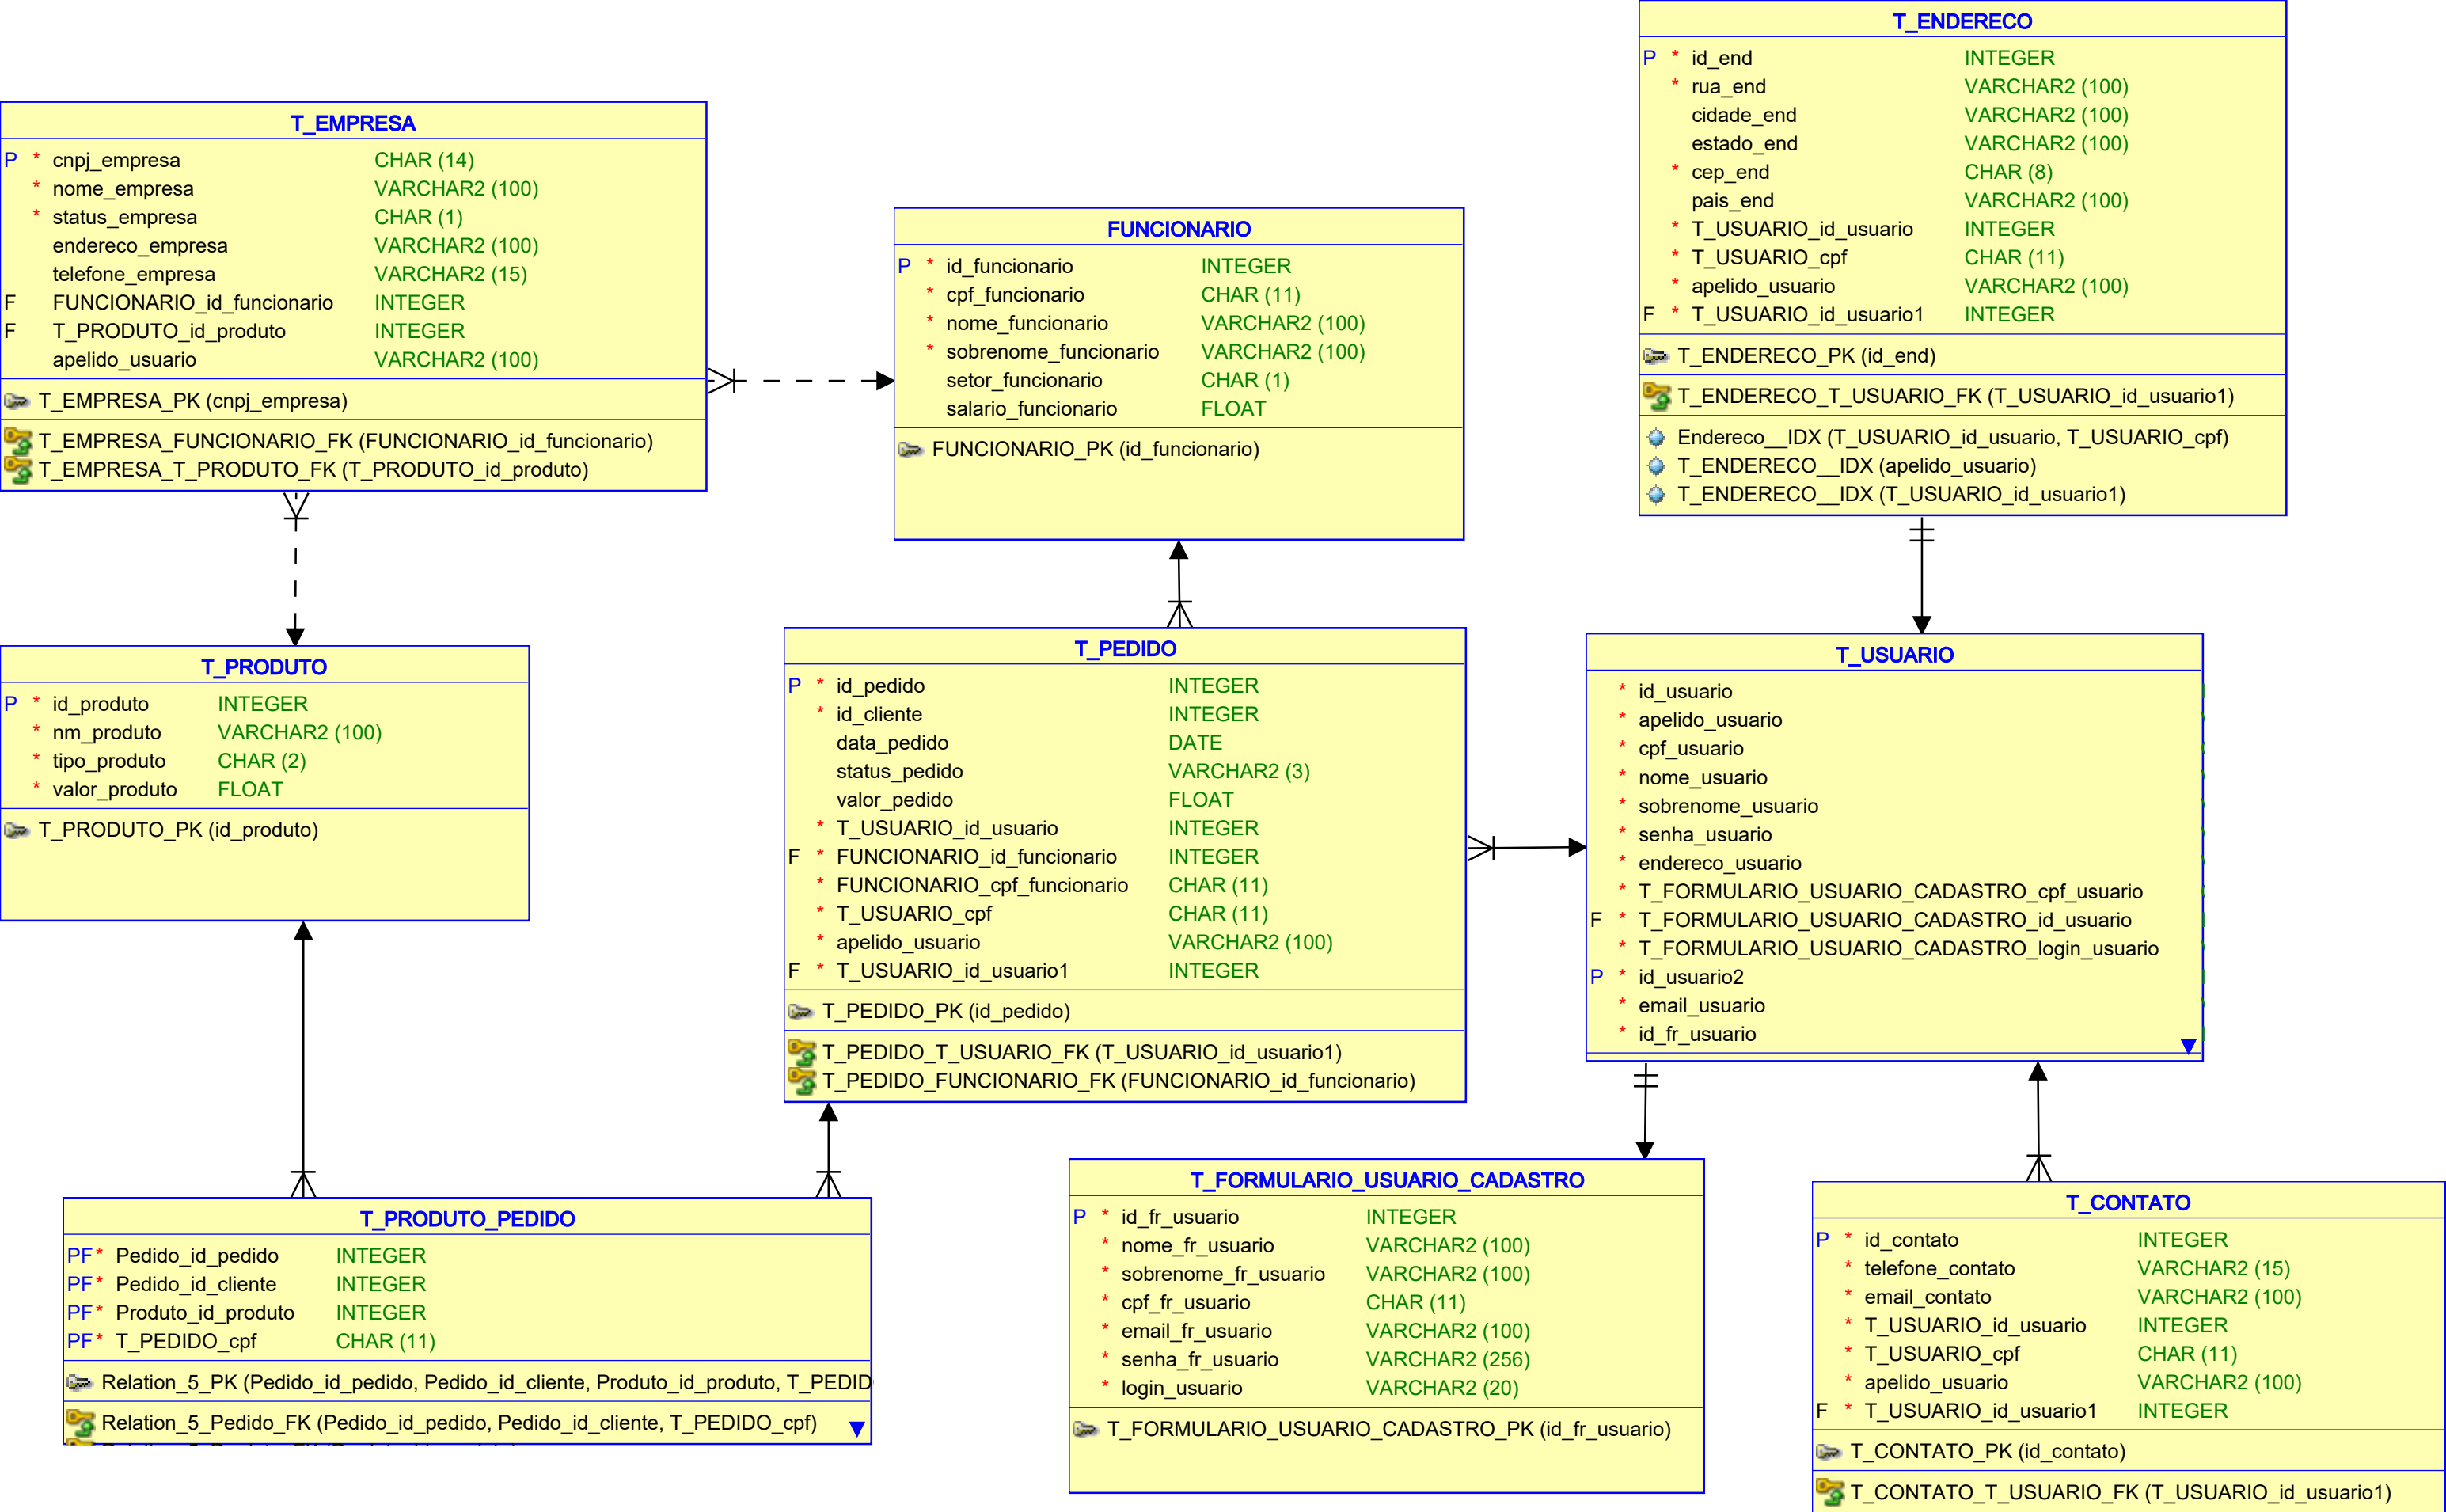 T_EMPRESA
P * cnpj_empresa CHAR (14)
* nome_empresa VARCHAR2 (100)
* status_empresa CHAR (1)
endereco_empresa VARCHAR2 (100)
telefone_empresa VARCHAR2 (15)
F FUNCIONARIO_id_funcionario INTEGER
F T_PRODUTO_id_produto INTEGER
apelido_usuario VARCHAR2 (100)
T_EMPRESA_PK (cnpj_empresa)
T_EMPRESA_FUNCIONARIO_FK (FUNCIONARIO_id_funcionario)
T_EMPRESA_T_PRODUTO_FK (T_PRODUTO_id_produto)
FUNCIONARIO
P * id_funcionario INTEGER
* cpf_funcionario CHAR (11)
* nome_funcionario VARCHAR2 (100)
* sobrenome_funcionario VARCHAR2 (100)
setor_funcionario CHAR (1)
salario_funcionario FLOAT
FUNCIONARIO_PK (id_funcionario)
T_ENDERECO
P * id_end INTEGER
* rua_end VARCHAR2 (100)
cidade_end VARCHAR2 (100)
estado_end VARCHAR2 (100)
* cep_end CHAR (8)
pais_end VARCHAR2 (100)
* T_USUARIO_id_usuario INTEGER
* T_USUARIO_cpf CHAR (11)
* apelido_usuario VARCHAR2 (100)
F * T_USUARIO_id_usuario1 INTEGER
T_ENDERECO_PK (id_end)
T_ENDERECO_T_USUARIO_FK (T_USUARIO_id_usuario1)
Endereco__IDX (T_USUARIO_id_usuario, T_USUARIO_cpf)
T_ENDERECO__IDX (apelido_usuario)
T_ENDERECO__IDX (T_USUARIO_id_usuario1)
T_PRODUTO
P * id_produto INTEGER
* nm_produto VARCHAR2 (100)
* tipo_produto CHAR (2)
* valor_produto FLOAT
T_PRODUTO_PK (id_produto)
T_PEDIDO
P * id_pedido INTEGER
* id_cliente INTEGER
data_pedido DATE
status_pedido VARCHAR2 (3)
valor_pedido FLOAT
* T_USUARIO_id_usuario INTEGER
F * FUNCIONARIO_id_funcionario INTEGER
* FUNCIONARIO_cpf_funcionario CHAR (11)
* T_USUARIO_cpf CHAR (11)
* apelido_usuario VARCHAR2 (100)
F * T_USUARIO_id_usuario1 INTEGER
T_PEDIDO_PK (id_pedido)
T_PEDIDO_T_USUARIO_FK (T_USUARIO_id_usuario1)
T_PEDIDO_FUNCIONARIO_FK (FUNCIONARIO_id_funcionario)
T_USUARIO
* id_usuario
* apelido_usuario
* cpf_usuario
* nome_usuario
* sobrenome_usuario
* senha_usuario
* endereco_usuario
* T_FORMULARIO_USUARIO_CADASTRO_cpf_usuario
F * T_FORMULARIO_USUARIO_CADASTRO_id_usuario
* T_FORMULARIO_USUARIO_CADASTRO_login_usuario
P * id_usuario2
* email_usuario
* id_fr_usuario
T_PRODUTO_PEDIDO
PF * Pedido_id_pedido INTEGER
PF * Pedido_id_cliente INTEGER
PF * Produto_id_produto INTEGER
PF * T_PEDIDO_cpf CHAR (11)
Relation_5_PK (Pedido_id_pedido, Pedido_id_cliente, Produto_id_produto, T_PEDID
Relation_5_Pedido_FK (Pedido_id_pedido, Pedido_id_cliente, T_PEDIDO_cpf)
T_FORMULARIO_USUARIO_CADASTRO
P * id_fr_usuario INTEGER
* nome_fr_usuario VARCHAR2 (100)
* sobrenome_fr_usuario VARCHAR2 (100)
* cpf_fr_usuario CHAR (11)
* email_fr_usuario VARCHAR2 (100)
* senha_fr_usuario VARCHAR2 (256)
* login_usuario VARCHAR2 (20)
T_FORMULARIO_USUARIO_CADASTRO_PK (id_fr_usuario)
T_CONTATO
P * id_contato INTEGER
* telefone_contato VARCHAR2 (15)
* email_contato VARCHAR2 (100)
* T_USUARIO_id_usuario INTEGER
* T_USUARIO_cpf CHAR (11)
* apelido_usuario VARCHAR2 (100)
F * T_USUARIO_id_usuario1 INTEGER
T_CONTATO_PK (id_contato)
T_CONTATO_T_USUARIO_FK (T_USUARIO_id_usuario1)